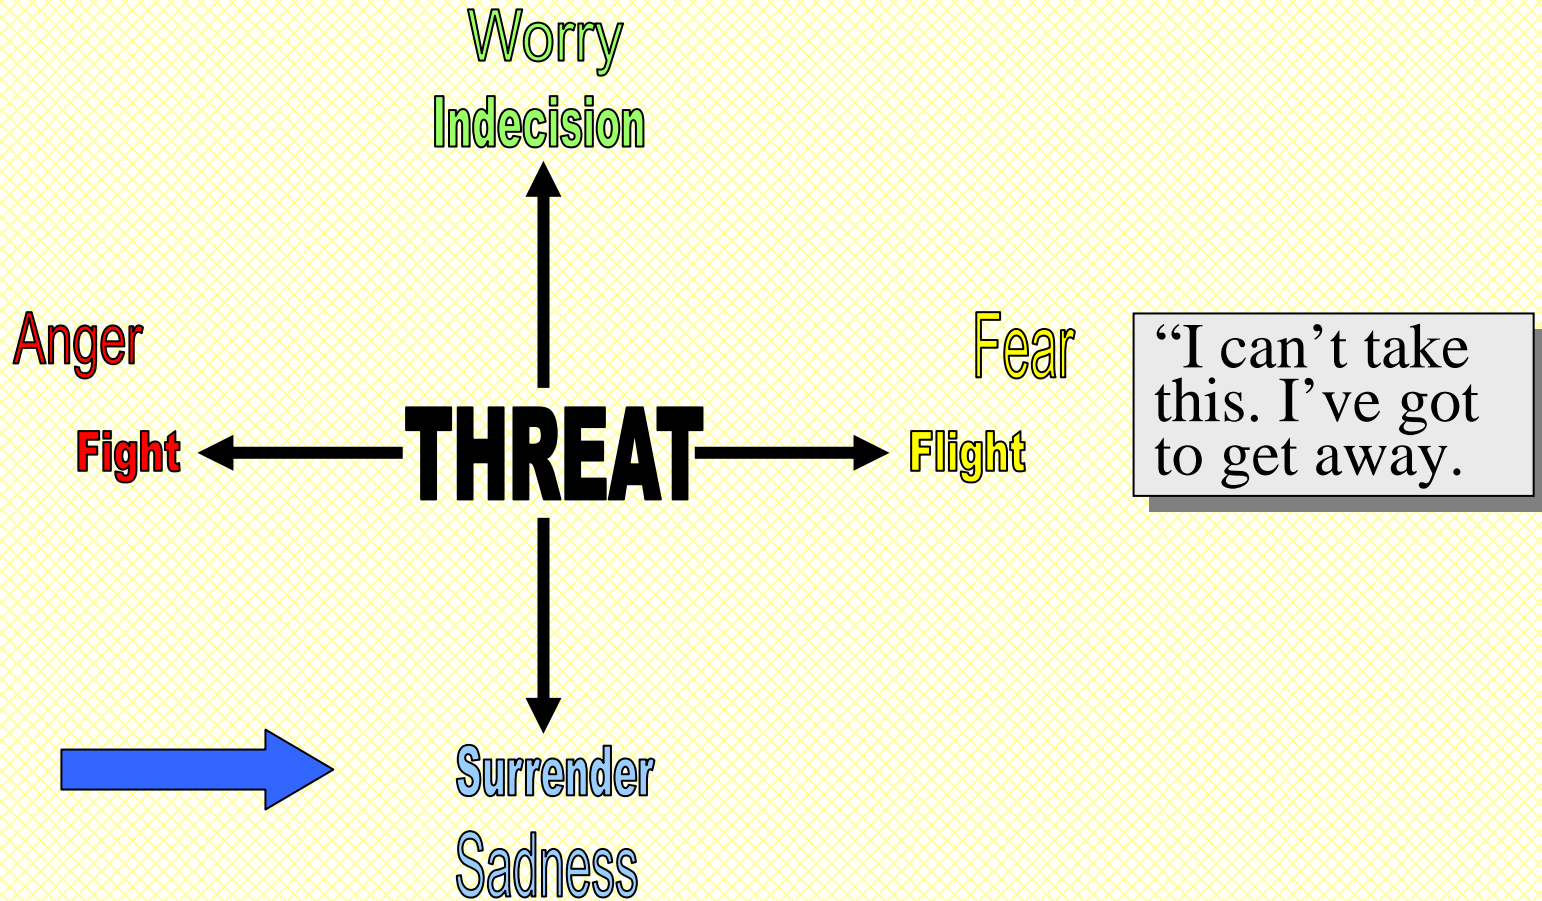 Worry
Indecision
Anger
Fear
Fight
THREAT
Flight
“I can’t take
this. I’ve got
to get away.
Surrender
Sadness